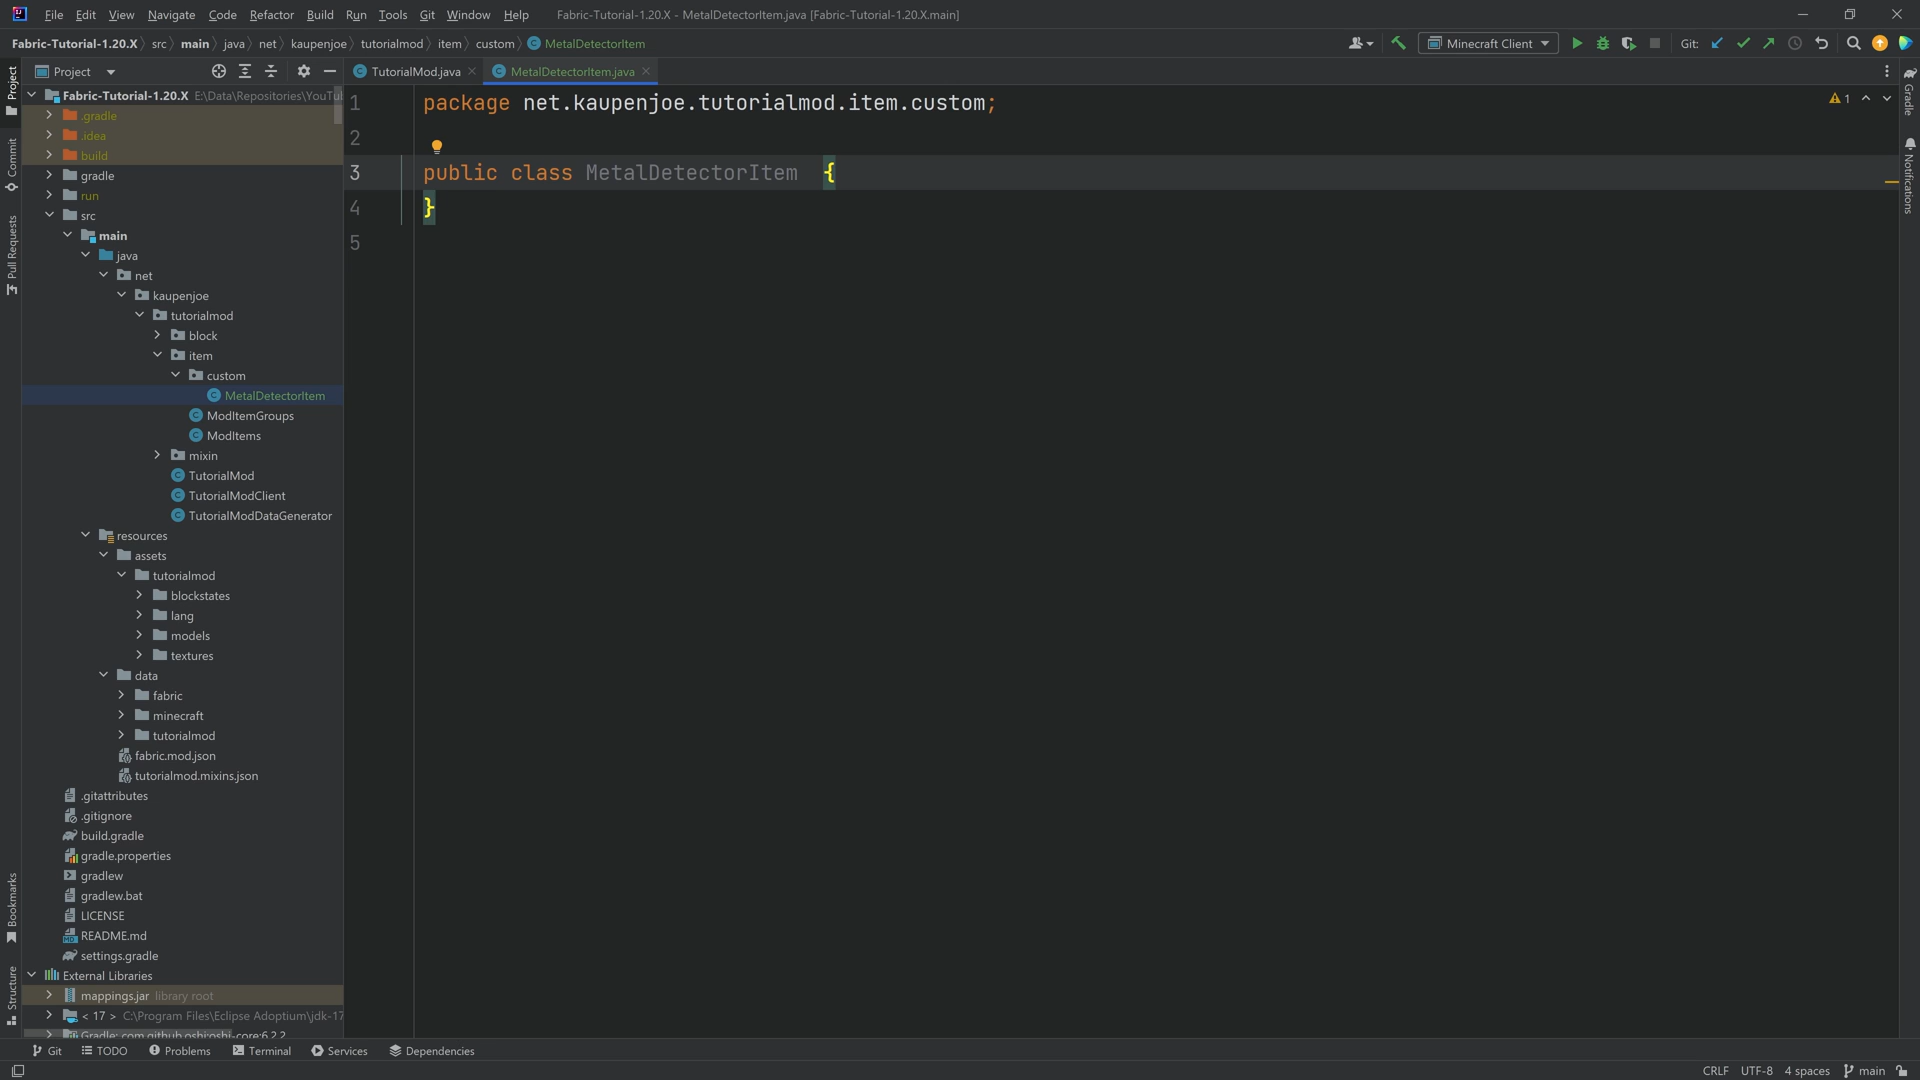 File Edit View Navigate Code Refactor Build Run Tools Git Window Help Fabric-Tutorial-1.20.X - MetalDetectorItem.java [Fabric-Tutorial-1.20.X.main]
Fabric-Tutorial-1.20.X src main java net kaupenjoe tutorialmod item custom MetalDetectorItem
Minecraft Client Git:
Project
TutorialMod.java MetalDetectorItem.java
Project
Commit
Pull Requests
Bookmarks
Structure
Fabric-Tutorial-1.20.X E:\Data\Repositories\YouTu
.gradle
.idea
build
gradle
run
src
main
java
net
kaupenjoe
tutorialmod
block
item
custom
MetalDetectorItem
ModItemGroups
ModItems
mixin
TutorialMod
TutorialModClient
TutorialModDataGenerator
resources
assets
tutorialmod
blockstates
lang
models
textures
data
fabric
minecraft
tutorialmod
fabric.mod.json
tutorialmod.mixins.json
.gitattributes
.gitignore
build.gradle
gradle.properties
gradlew
gradlew.bat
LICENSE
README.md
settings.gradle
External Libraries
mappings.jar library root
< 17 > C:\Program Files\Eclipse Adoptium\jdk-17
Gradle: com.github.oshi:oshi-core:6.2.2
1 package net.kaupenjoe.tutorialmod.item.custom;
2
3 public class MetalDetectorItem {
4 }
5
1
Gradle
Notifications
Git TODO Problems Terminal Services Dependencies
CRLF UTF-8 4 spaces main